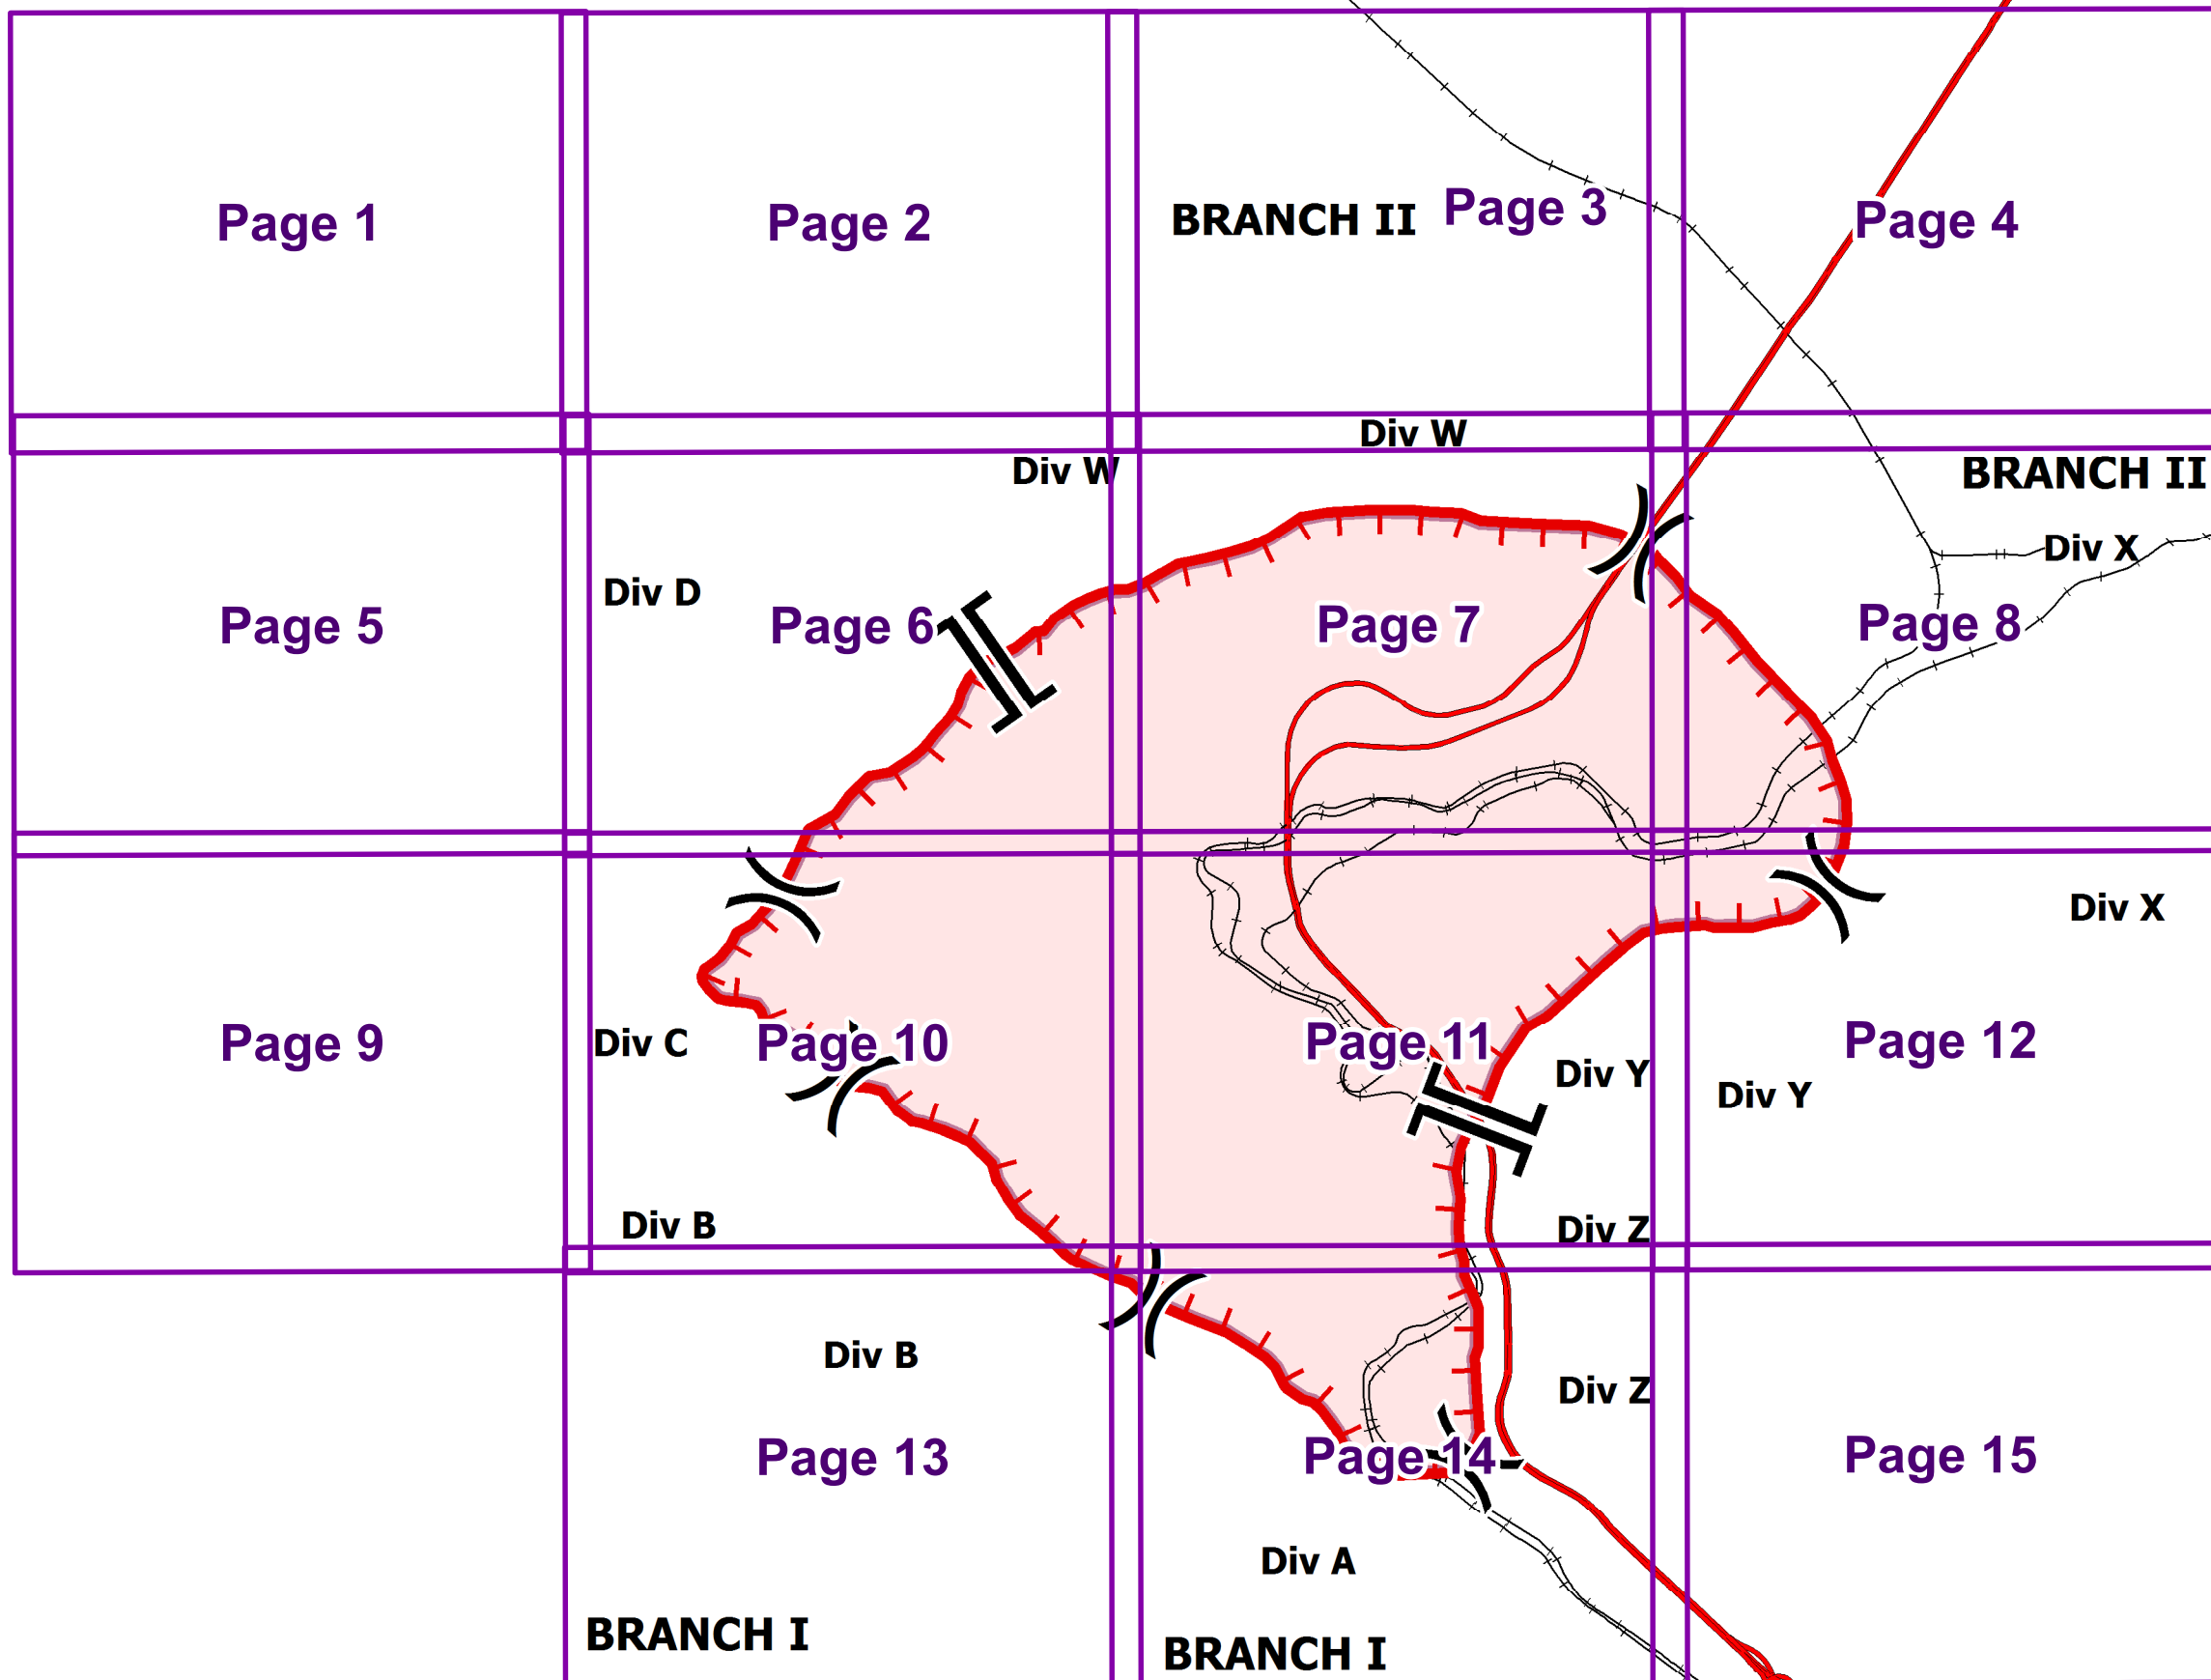 Page 1
Page 2
BRANCH II
Page 3
Page 4
Div W
Div W
BRANCH II
Div X
Div D
Page 5
Page 6
Page 7
Page 8
Div X
Page 9
Div C
Page 10
Page 11
Page 12
Div Y
Div Y
Div B
Div Z
Div B
Div Z
Page 13
Page 14
Page 15
Div A
BRANCH I
BRANCH I